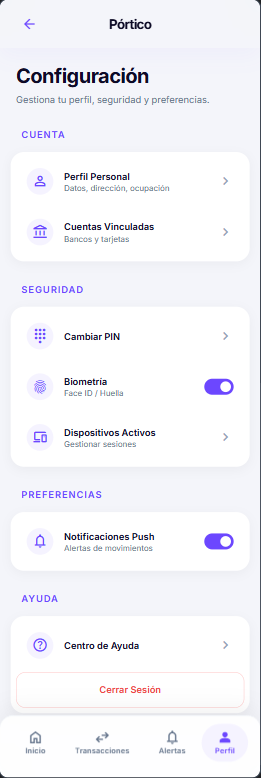 Pórtico
Configuración
Gestiona tu perfil, seguridad y preferencias.
CUENTA
Perfil Personal
Datos, dirección, ocupación
Cuentas Vinculadas
Bancos y tarjetas
SEGURIDAD
Cambiar PIN
Biometría
Face ID / Huella
Dispositivos Activos
Gestionar sesiones
PREFERENCIAS
Notificaciones Push
Alertas de movimientos
AYUDA
Centro de Ayuda
Cerrar Sesión
Inicio Transacciones Alertas Perfil